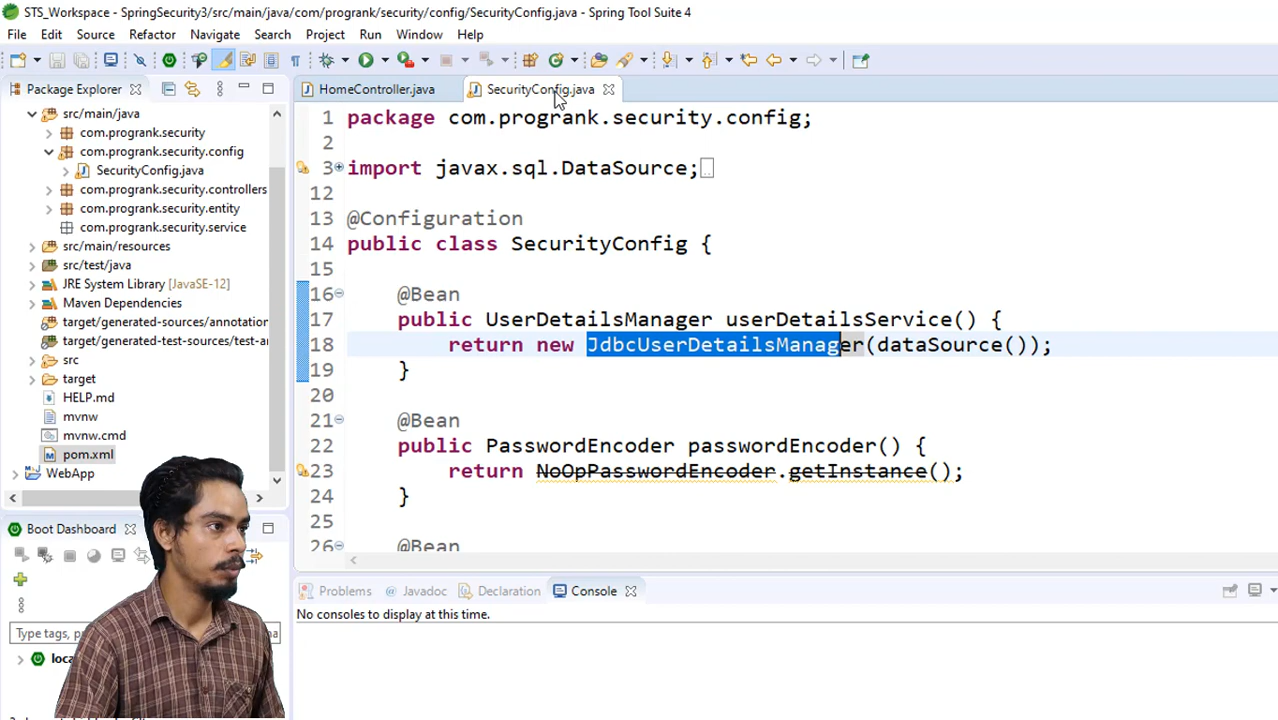 STS_Workspace - SpringSecurity3/src/main/java/com/progrank/security/config/SecurityConfig.java - Spring Tool Suite 4
File Edit Source Refactor Navigate Search Project Run Window Help
Package Explorer
HomeController.java
SecurityConfig.java
src/main/java
com.progrank.security
com.progrank.security.config
SecurityConfig.java
com.progrank.security.controllers
com.progrank.security.entity
com.progrank.security.service
src/main/resources
src/test/java
JRE System Library [JavaSE-12]
Maven Dependencies
target/generated-sources/annotation
target/generated-sources/test-ar
src
target
HELP.md
mvnw
mvnw.cmd
pom.xml
WebApp
1 package com.progrank.security.config;
2
3 import javax.sql.DataSource;
12
13 @Configuration
14 public class SecurityConfig {
15
16 @Bean
17 public UserDetailsManager userDetailsService() {
18 return new JdbcUserDetailsManager(dataSource());
19 }
20
21 @Bean
22 public PasswordEncoder passwordEncoder() {
23 return NoOpPasswordEncoder.getInstance();
24 }
25
26 @Bean
Boot Dashboard
Type tags, p
loca
Problems @ Javadoc Declaration Console
No consoles to display at this time.